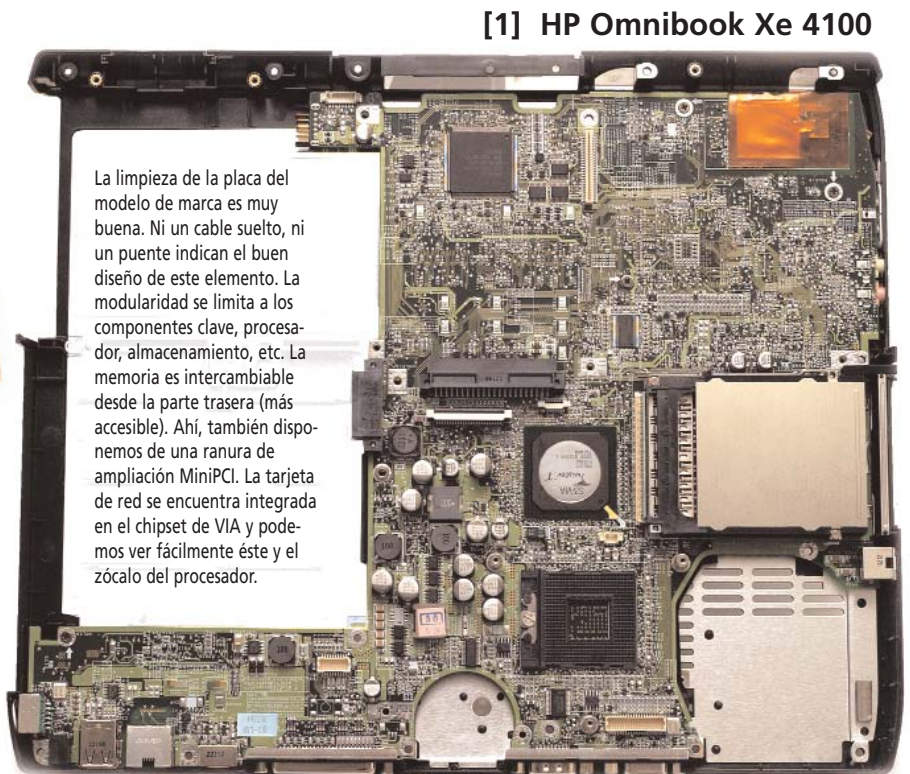 [1] HP Omnibook Xe 4100
La limpieza de la placa del
modelo de marca es muy
buena. Ni un cable suelto, ni
un puente indican el buen
diseño de este elemento. La
modularidad se limita a los
componentes clave, procesa-
dor, almacenamiento, etc. La
memoria es intercambiable
desde la parte trasera (más
accesible). Ahí, también dispo-
nemos de una ranura de
ampliación MiniPCI. La tarjeta
de red se encuentra integrada
en el chipset de VIA y pode-
mos ver fácilmente éste y el
zócalo del procesador.
VIA